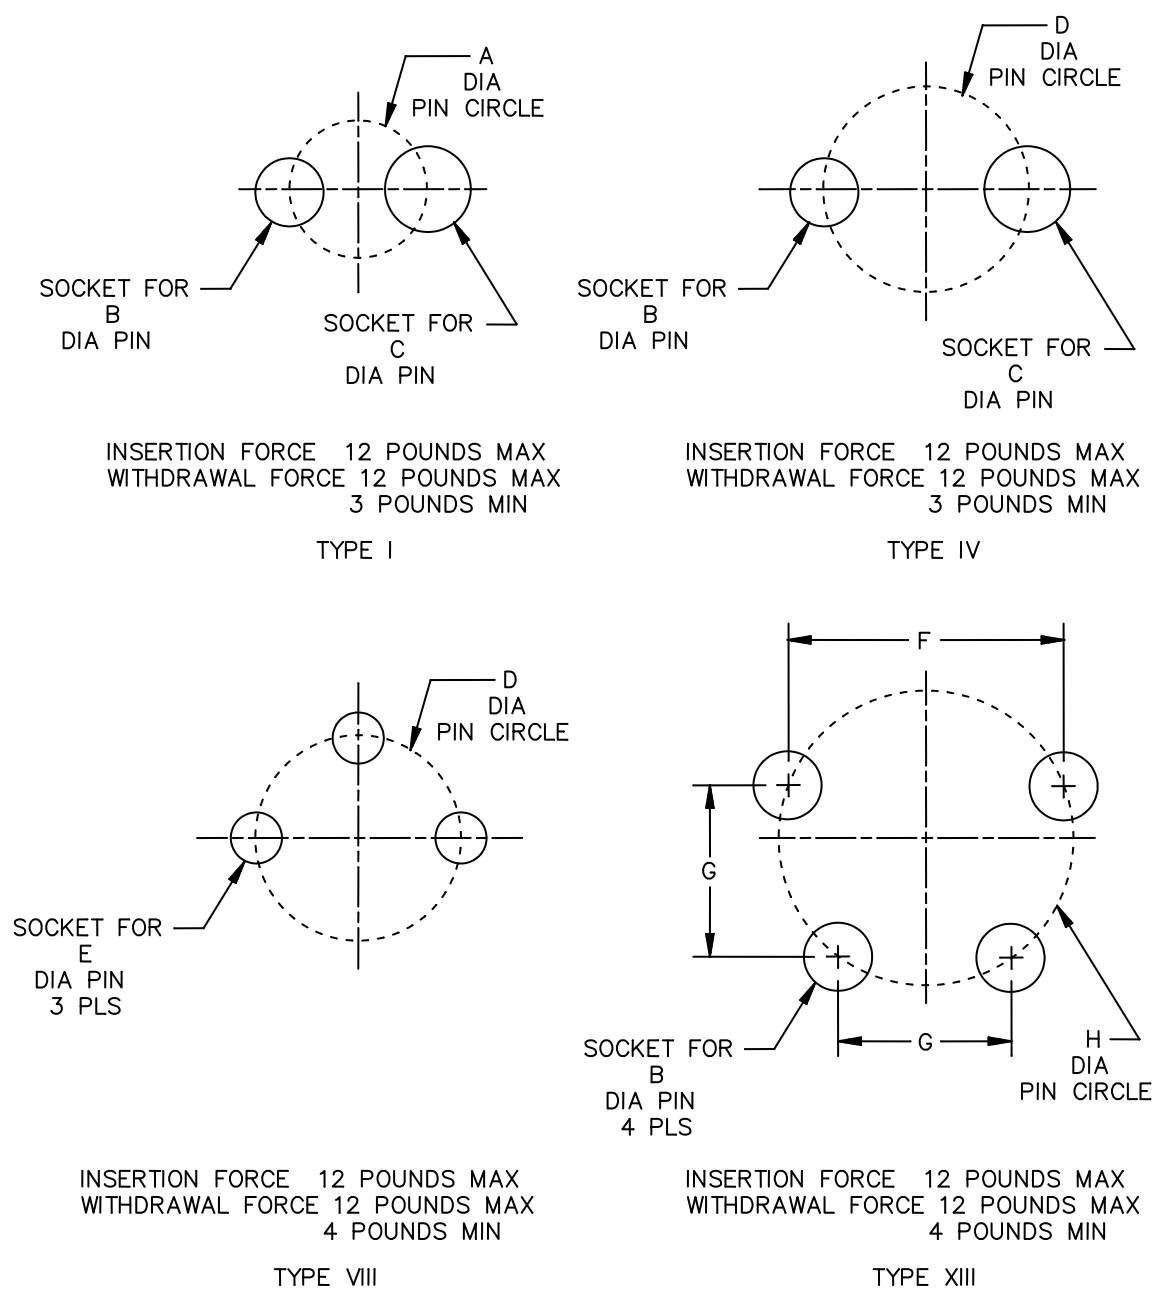 A
DIA
PIN CIRCLE
SOCKET FOR
B
DIA PIN
SOCKET FOR
C
DIA PIN
INSERTION FORCE 12 POUNDS MAX
WITHDRAWAL FORCE 12 POUNDS MAX
3 POUNDS MIN
TYPE I
D
DIA
PIN CIRCLE
SOCKET FOR
B
DIA PIN
SOCKET FOR
C
DIA PIN
INSERTION FORCE 12 POUNDS MAX
WITHDRAWAL FORCE 12 POUNDS MAX
3 POUNDS MIN
TYPE IV
D
DIA
PIN CIRCLE
SOCKET FOR
E
DIA PIN
3 PLS
INSERTION FORCE 12 POUNDS MAX
WITHDRAWAL FORCE 12 POUNDS MAX
4 POUNDS MIN
TYPE VIII
F
G
G
SOCKET FOR
B
DIA PIN
4 PLS
H
DIA
PIN CIRCLE
INSERTION FORCE 12 POUNDS MAX
WITHDRAWAL FORCE 12 POUNDS MAX
4 POUNDS MIN
TYPE XIII